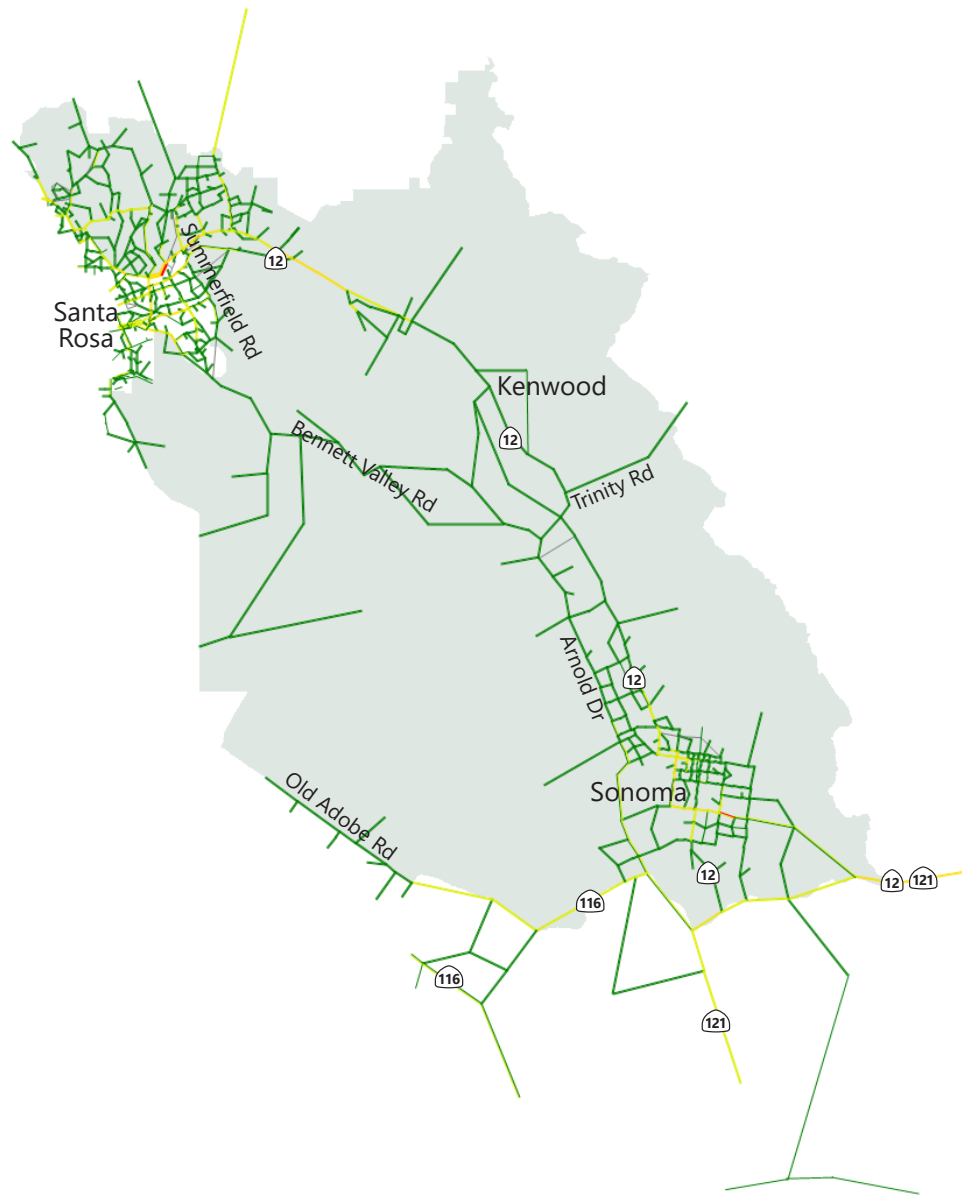 Summerfield Rd
12
Santa
Rosa
Kenwood
12
Bennett Valley Rd
Trinity Rd
Arnold Dr
12
Sonoma
Old Adobe Rd
12
12
121
116
116
121